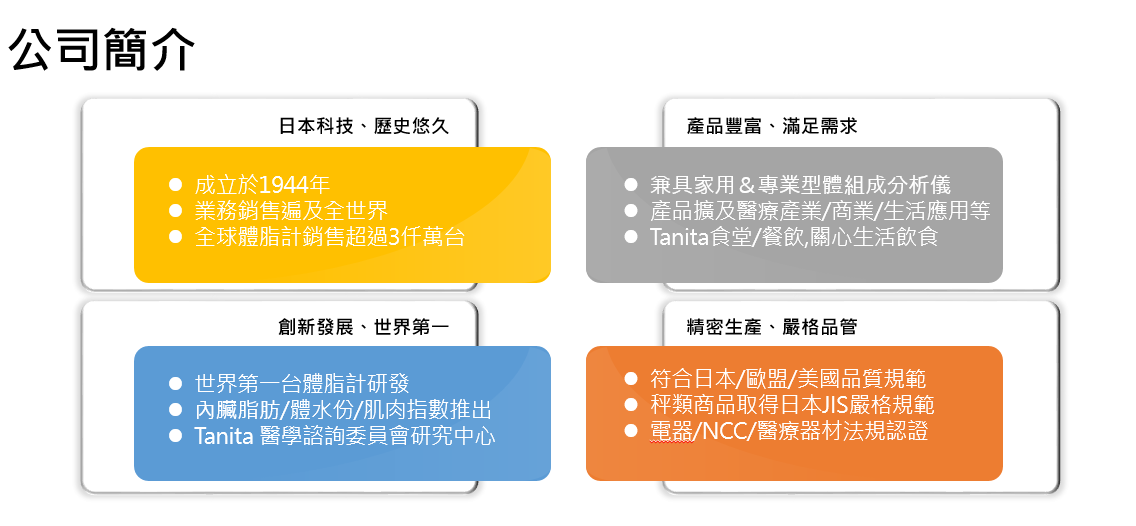 公司簡介
日本科技、歷史悠久
● 成立於1944年
● 業務銷售遍及全世界
● 全球體脂計銷售超過3仟萬台
產品豐富、滿足需求
● 兼具家用＆專業型體組成分析儀
● 產品擴及醫療產業/商業/生活應用等
● Tanita食堂/餐飲,關心生活飲食
創新發展、世界第一
● 世界第一台體脂計研發
● 內臟脂肪/體水份/肌肉指數推出
● Tanita 醫學諮詢委員會研究中心
精密生產、嚴格品管
● 符合日本/歐盟/美國品質規範
● 秤類商品取得日本JIS嚴格規範
● 電器/NCC/醫療器材法規認證